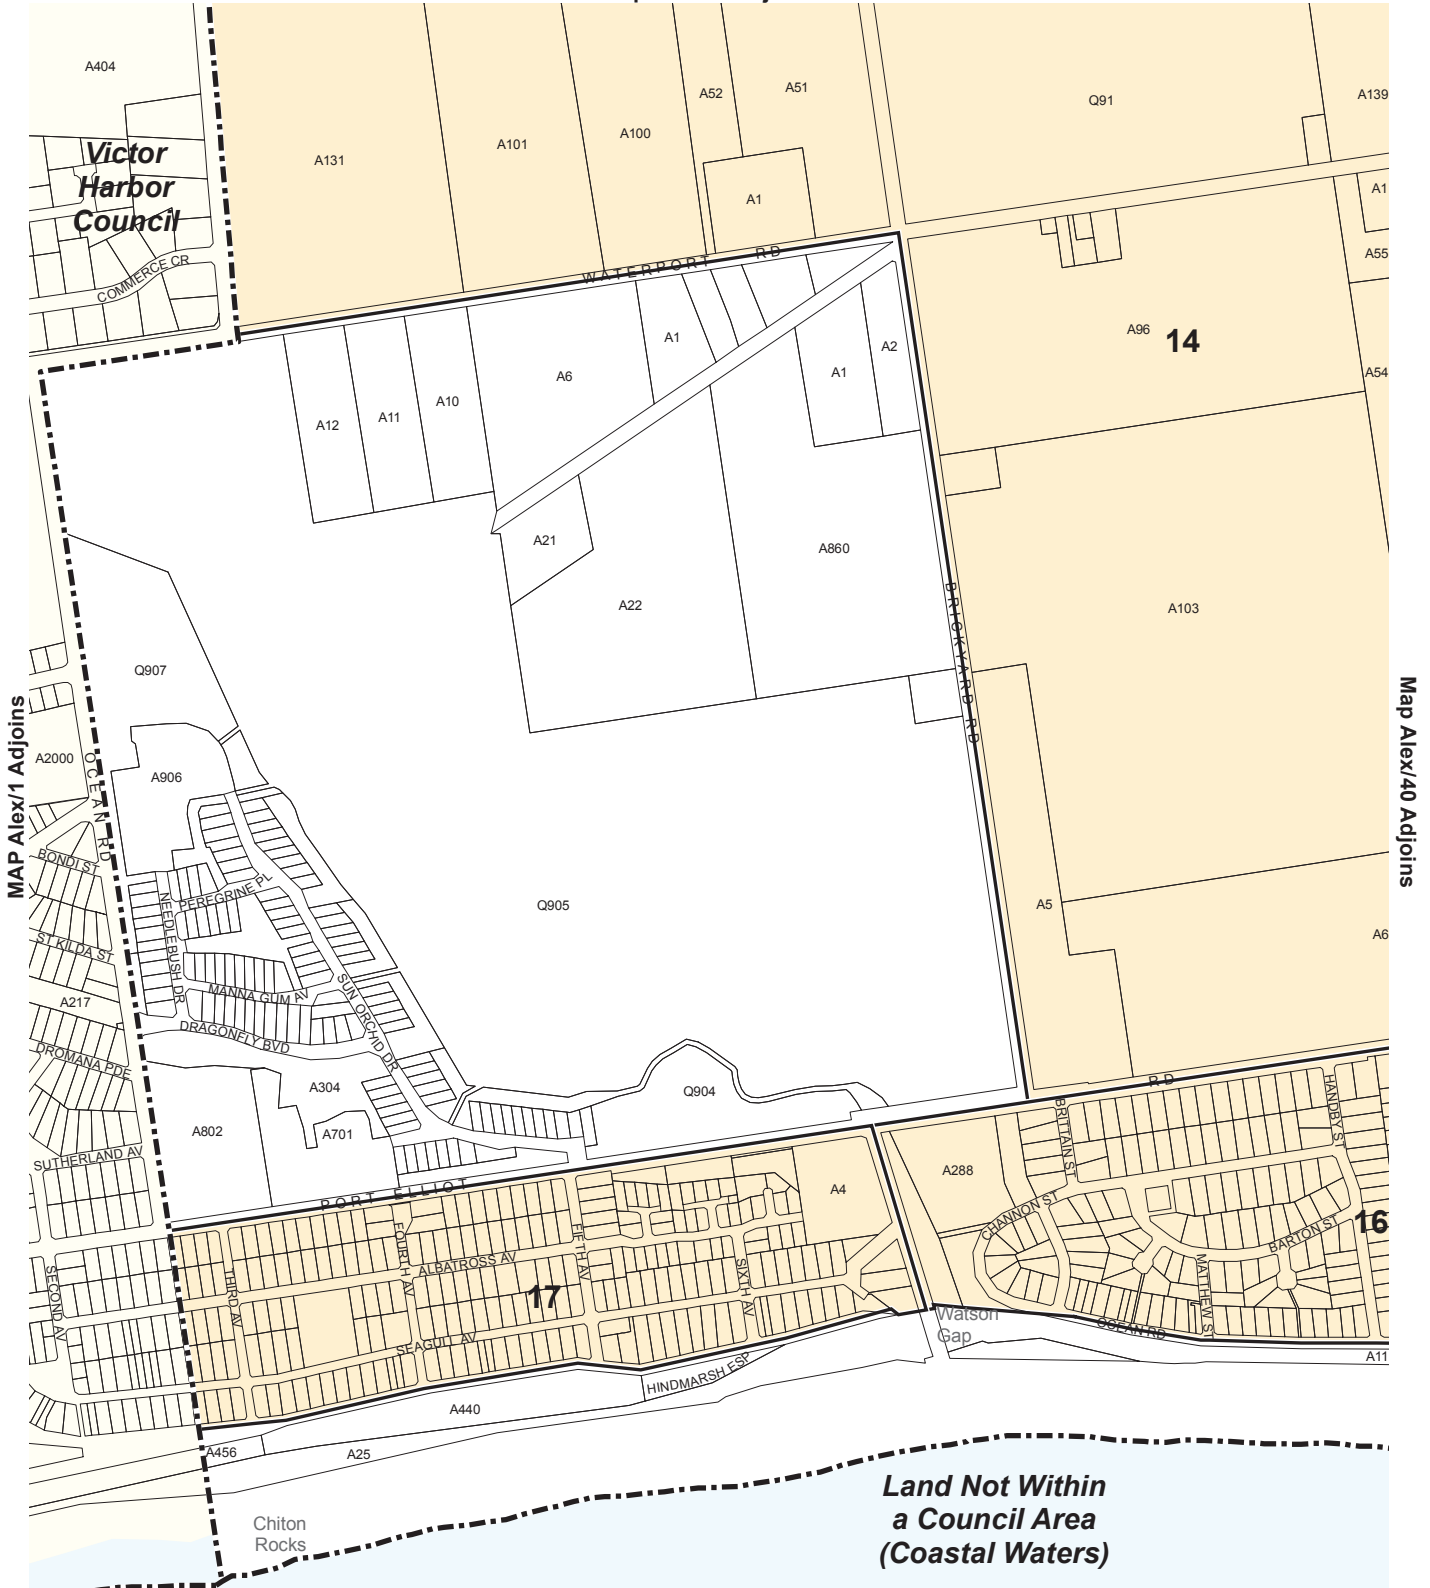 A404
A131
A101
A100
A52
A51
A1
Q91
A139
A1
A55
A54
Victor
Harbor
Council
COMMERCE CR
WATERPORT RD
A96
14
A12
A11
A10
A6
A1
A1
A2
A21
A22
A860
BRICKYARD RD
A103
Q907
A2000
A906
OCEAN RD
MAP Alex/1 Adjoins
Map Alex/40 Adjoins
BONDI ST
PEREGRINE PL
NEEDLEBUSH DR
Q905
A5
A6
ST KILDA ST
A217
MANNA GUM AV
SUN ORCHID DR
DRAGONFLY BVD
DROMANA PDE
A304
Q904
A802
A701
SUTHERLAND AV
PORT ELLIOT
RD
BRITTAIN ST
HANDBY ST
A288
A4
CHANNON ST
16
BARTON ST
MATTHEW ST
FOURTH AV
FIFTH AV
ALBATROSS AV
SECOND AV
THIRD AV
SIXTH AV
17
SEAGULL AV
Watson
Gap
OCEAN RD
A11
HINDMARSH ESP
A440
A456
A25
Chiton
Rocks
Land Not Within
a Council Area
(Coastal Waters)